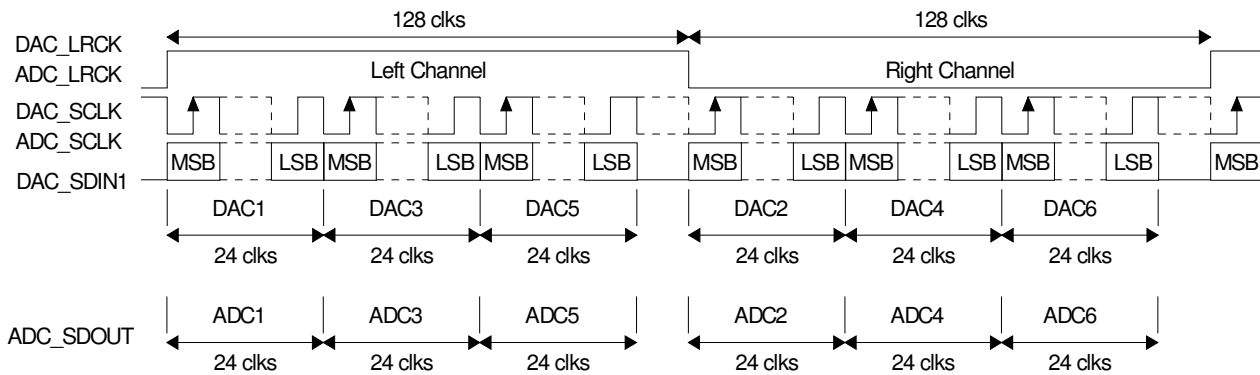 128 clks 128 clks
DAC_LRCK
ADC_LRCK Left Channel Right Channel
DAC_SCLK
ADC_SCLK
MSB LSB MSB LSB MSB LSB MSB LSB MSB LSB MSB LSB MSB
DAC_SDIN1
DAC1 DAC3 DAC5 DAC2 DAC4 DAC6
24 clks 24 clks 24 clks 24 clks 24 clks 24 clks
ADC1 ADC3 ADC5 ADC2 ADC4 ADC6
ADC_SDOUT
24 clks 24 clks 24 clks 24 clks 24 clks 24 clks